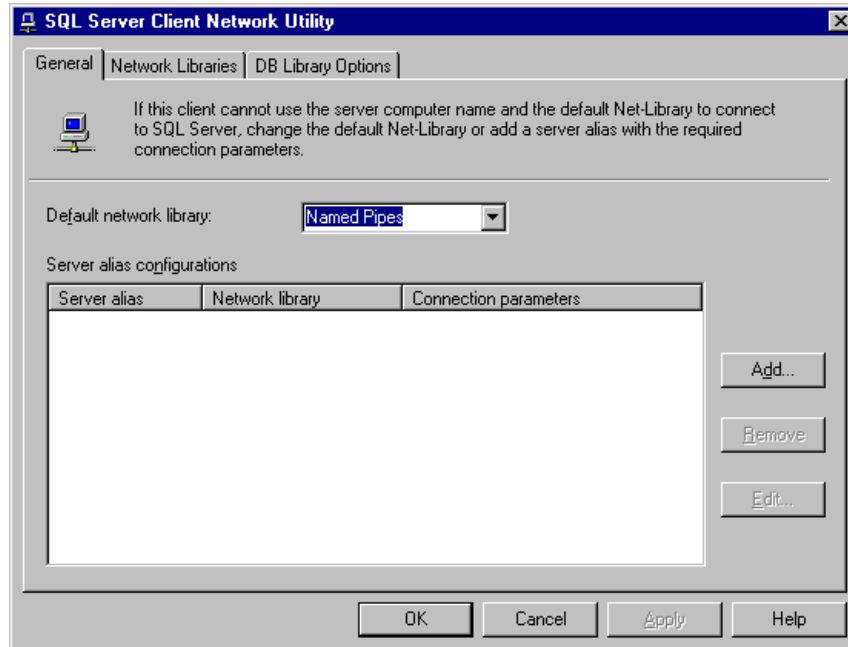 SQL Server Client Network Utility
General
Network Libraries
DB Library Options
If this client cannot use the server computer name and the default Net-Library to connect
to SQL Server, change the default Net-Library or add a server alias with the required
connection parameters.
Default network library:
Named Pipes
Server alias configurations
Server alias
Network library
Connection parameters
Add...
Remove
Edit...
OK
Cancel
Apply
Help